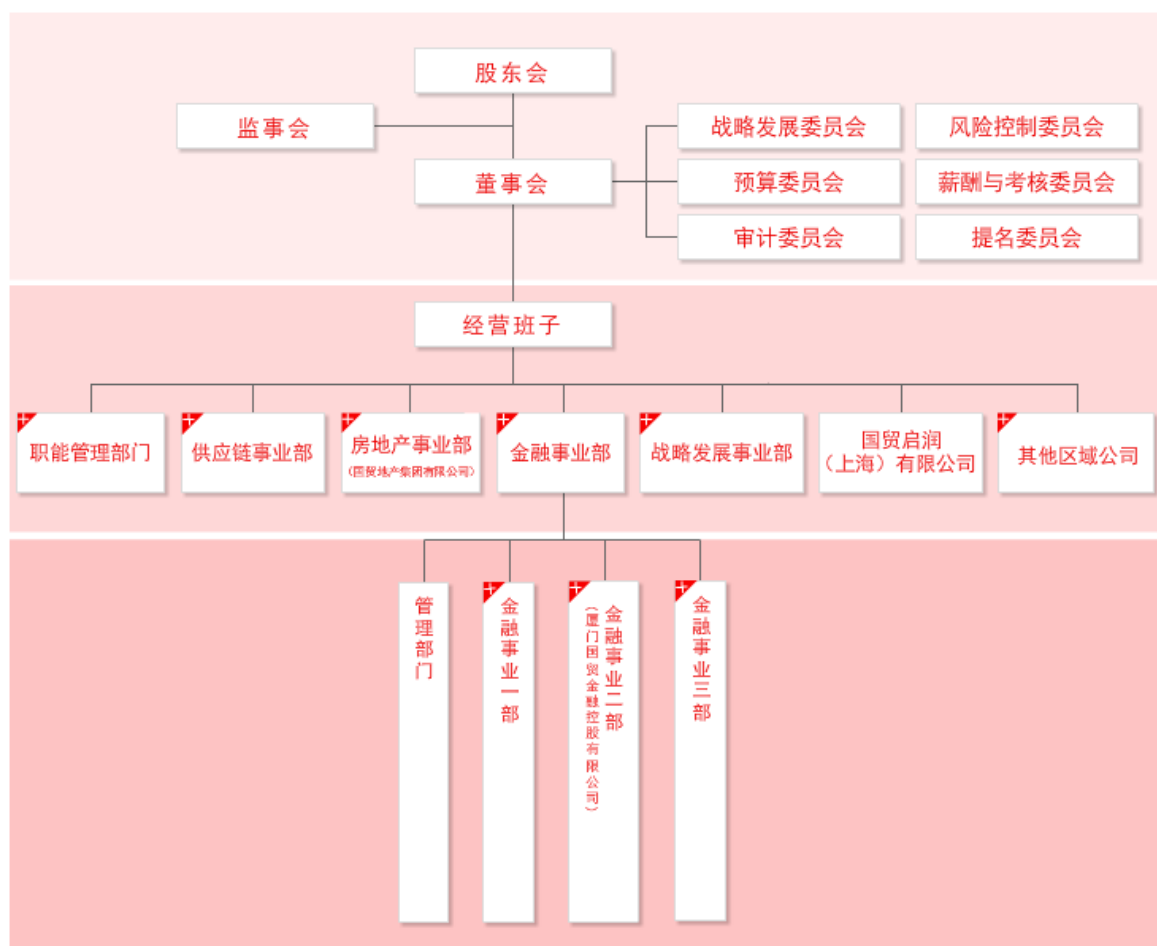 股东会
监事会
董事会
战略发展委员会
风险控制委员会
预算委员会
薪酬与考核委员会
审计委员会
提名委员会
经营班子
职能管理部门
供应链事业部
房地产事业部
（国贸地产集团有限公司）
金融事业部
战略发展事业部
国贸启润
（上海）有限公司
其他区域公司
管理部门
金融事业一部
金融事业二部
（厦门国贸金融控股有限公司）
金融事业三部